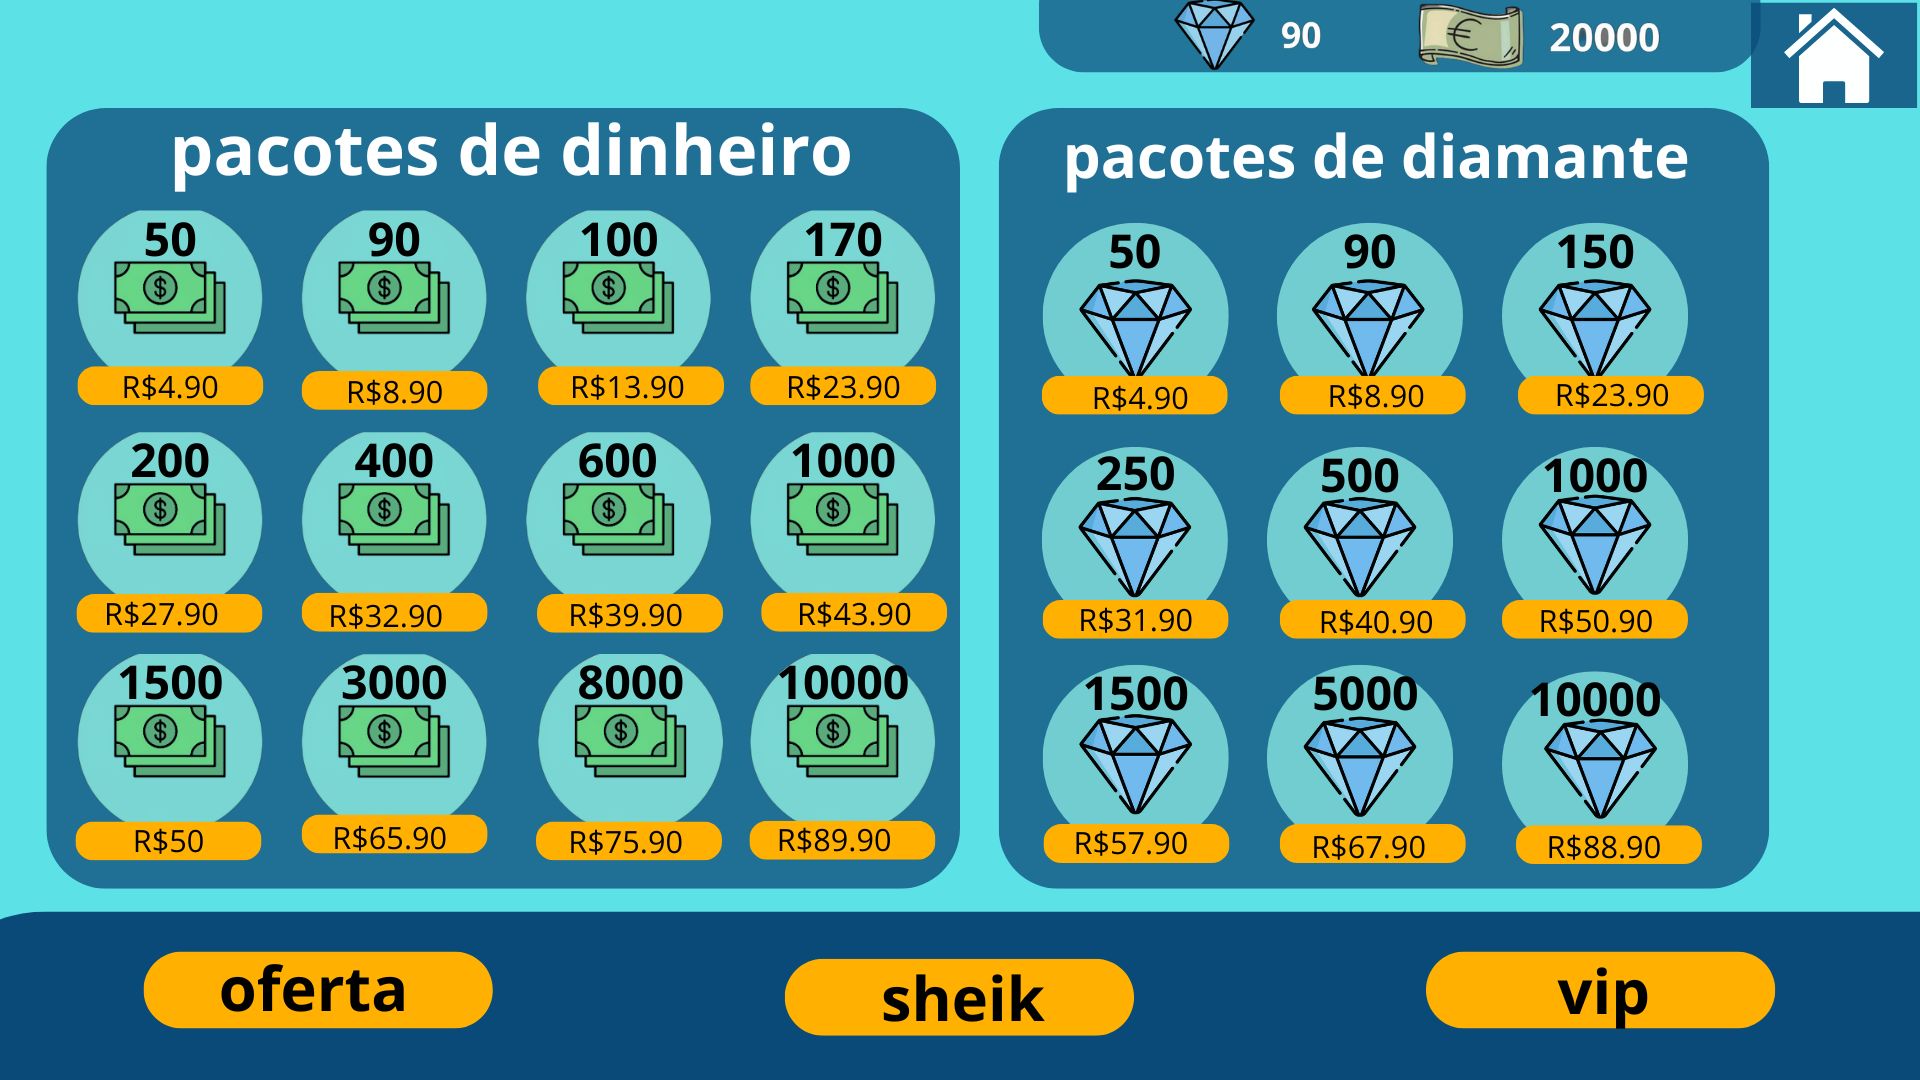 90 20000
pacotes de dinheiro
50 90 100 170
R$4.90 R$8.90 R$13.90 R$23.90
200 400 600 1000
R$27.90 R$32.90 R$39.90 R$43.90
1500 3000 8000 10000
R$50 R$65.90 R$75.90 R$89.90
pacotes de diamante
50 90 150
R$4.90 R$8.90 R$23.90
250 500 1000
R$31.90 R$40.90 R$50.90
1500 5000 10000
R$57.90 R$67.90 R$88.90
oferta sheik vip